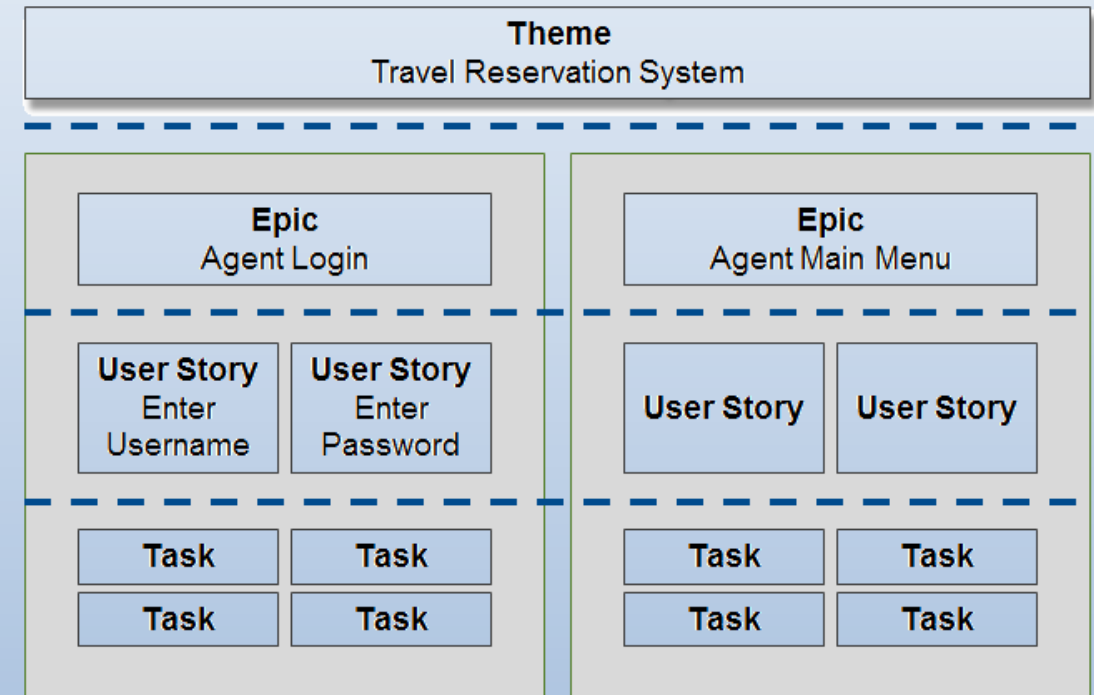 Theme
Travel Reservation System
Epic
Agent Login
Epic
Agent Main Menu
User Story
Enter
Username
User Story
Enter
Password
User Story
User Story
Task
Task
Task
Task
Task
Task
Task
Task